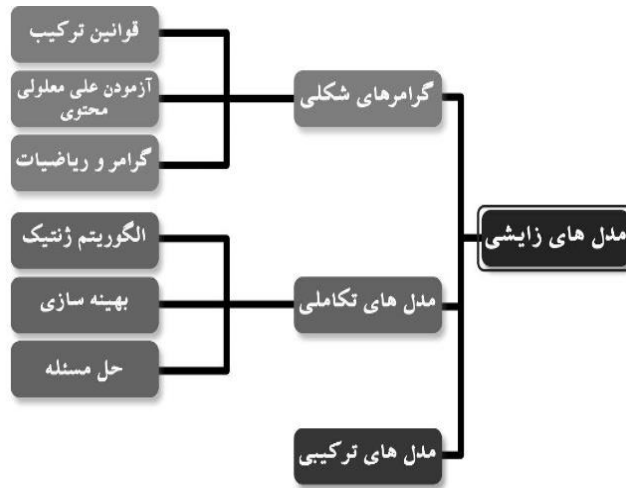 مدل های زایشی
گرامرهای شکلی
قوانین ترکیب
آزمودن علی معلولی
محتوی
گرامر و ریاضیات
مدل های تکاملی
الگوریتم ژنتیک
بهینه سازی
حل مسئله
مدل های ترکیبی